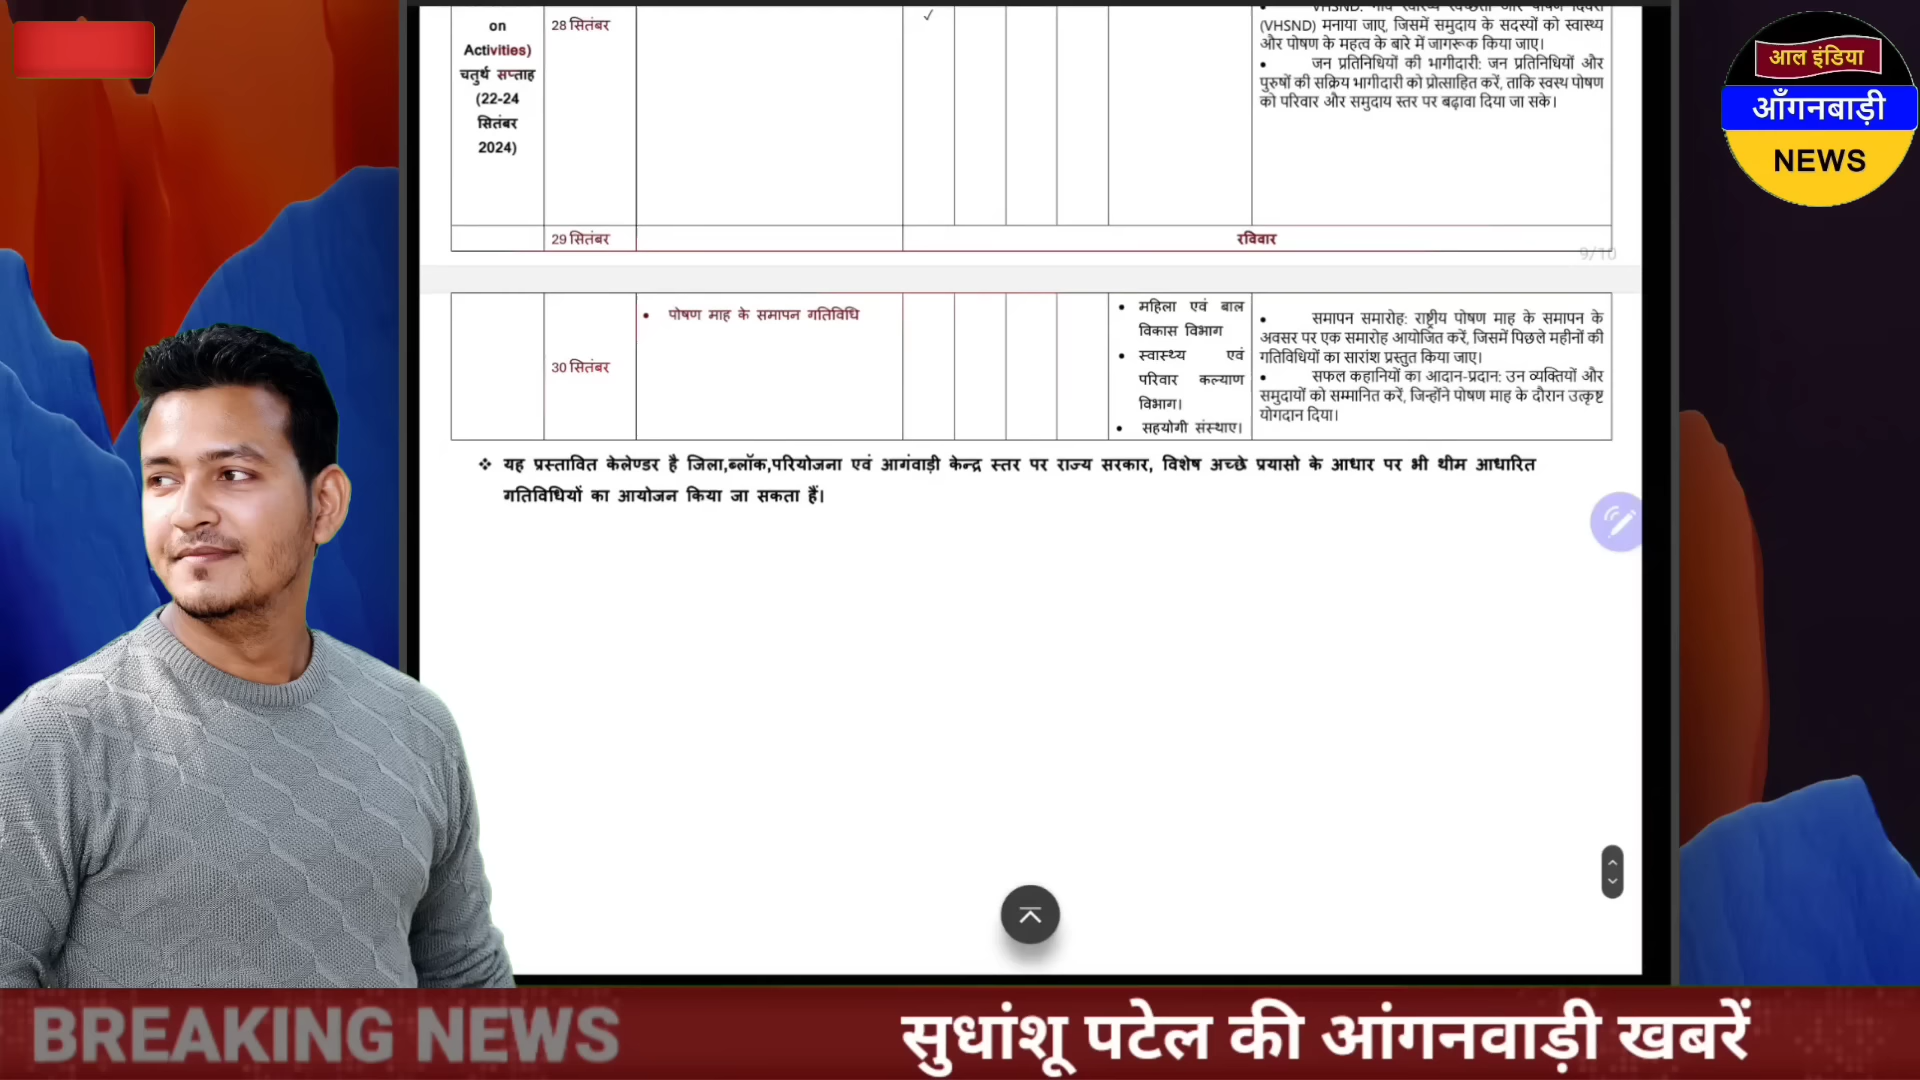 on
Activities)
चतुर्थ सप्ताह
(22-24
सितंबर
2024)
28 सितंबर
✓
(VHSND) मनाया जाए, जिसमें समुदाय के सदस्यों को स्वास्थ्य
और पोषण के महत्व के बारे में जागरूक किया जाए।
• जन प्रतिनिधियों की भागीदारी: जन प्रतिनिधियों और
पुरुषों की सक्रिय भागीदारी को प्रोत्साहित करें, ताकि स्वस्थ पोषण
को परिवार और समुदाय स्तर पर बढ़ावा दिया जा सके।
29 सितंबर
रविवार
9/10
30 सितंबर
• पोषण माह के समापन गतिविधि
• महिला एवं बाल
विकास विभाग
• स्वास्थ्य एवं
परिवार कल्याण
विभाग।
• सहयोगी संस्थाए।
• समापन समारोह: राष्ट्रीय पोषण माह के समापन के
अवसर पर एक समारोह आयोजित करें, जिसमें पिछले महीनों की
गतिविधियों का सारांश प्रस्तुत किया जाए।
• सफल कहानियों का आदान-प्रदान: उन व्यक्तियों और
समुदायों को सम्मानित करें, जिन्होंने पोषण माह के दौरान उत्कृष्ट
योगदान दिया।
❖ यह प्रस्तावित केलेण्डर है जिला,ब्लॉक,परियोजना एवं आगंवाड़ी केन्द्र स्तर पर राज्य सरकार, विशेष अच्छे प्रयासो के आधार पर भी थीम आधारित
गतिविधियों का आयोजन किया जा सकता हैं।
आल इंडिया
आँगनबाड़ी
NEWS
BREAKING NEWS
सुधांशू पटेल की आंगनवाड़ी खबरें